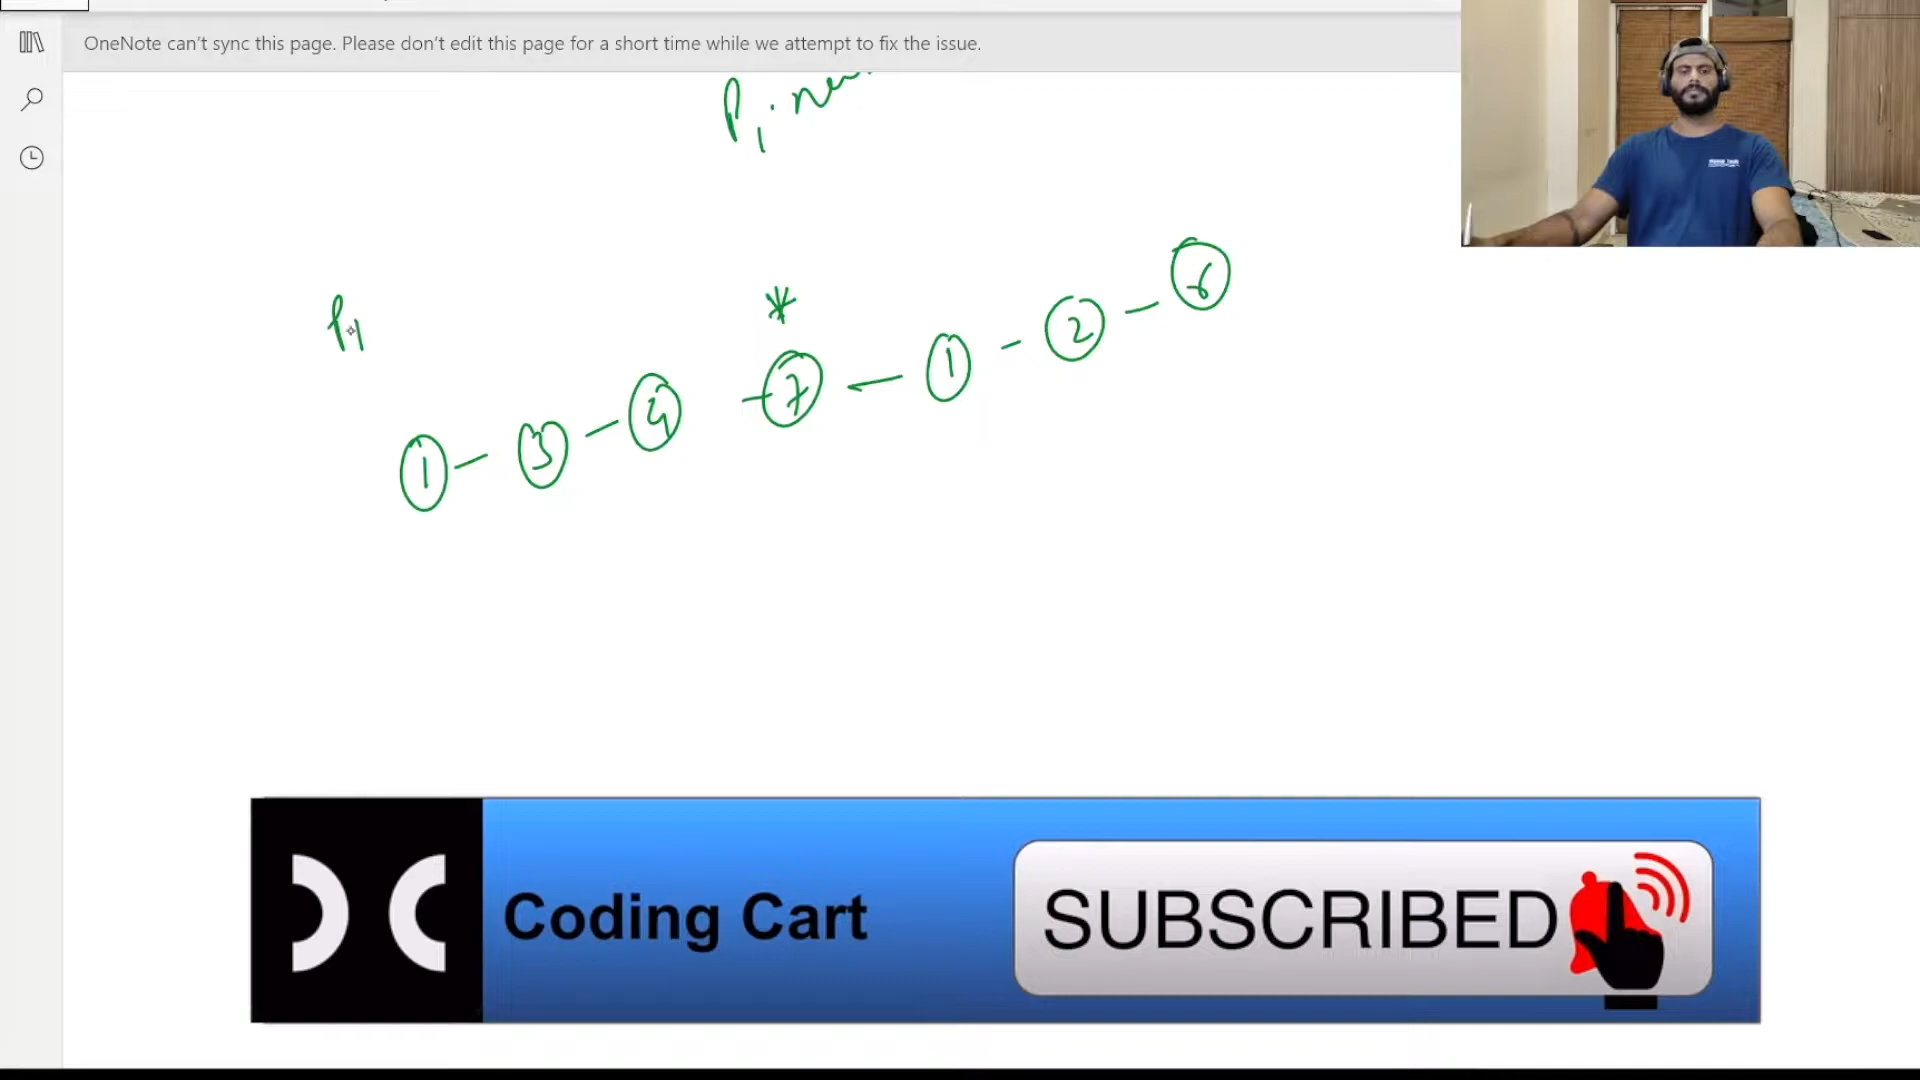 OneNote can't sync this page. Please don't edit this page for a short time while we attempt to fix the issue.
P1.
P1
*
1 - 3 - 4 - 7 - 1 - 2 - 6
Coding Cart
SUBSCRIBED